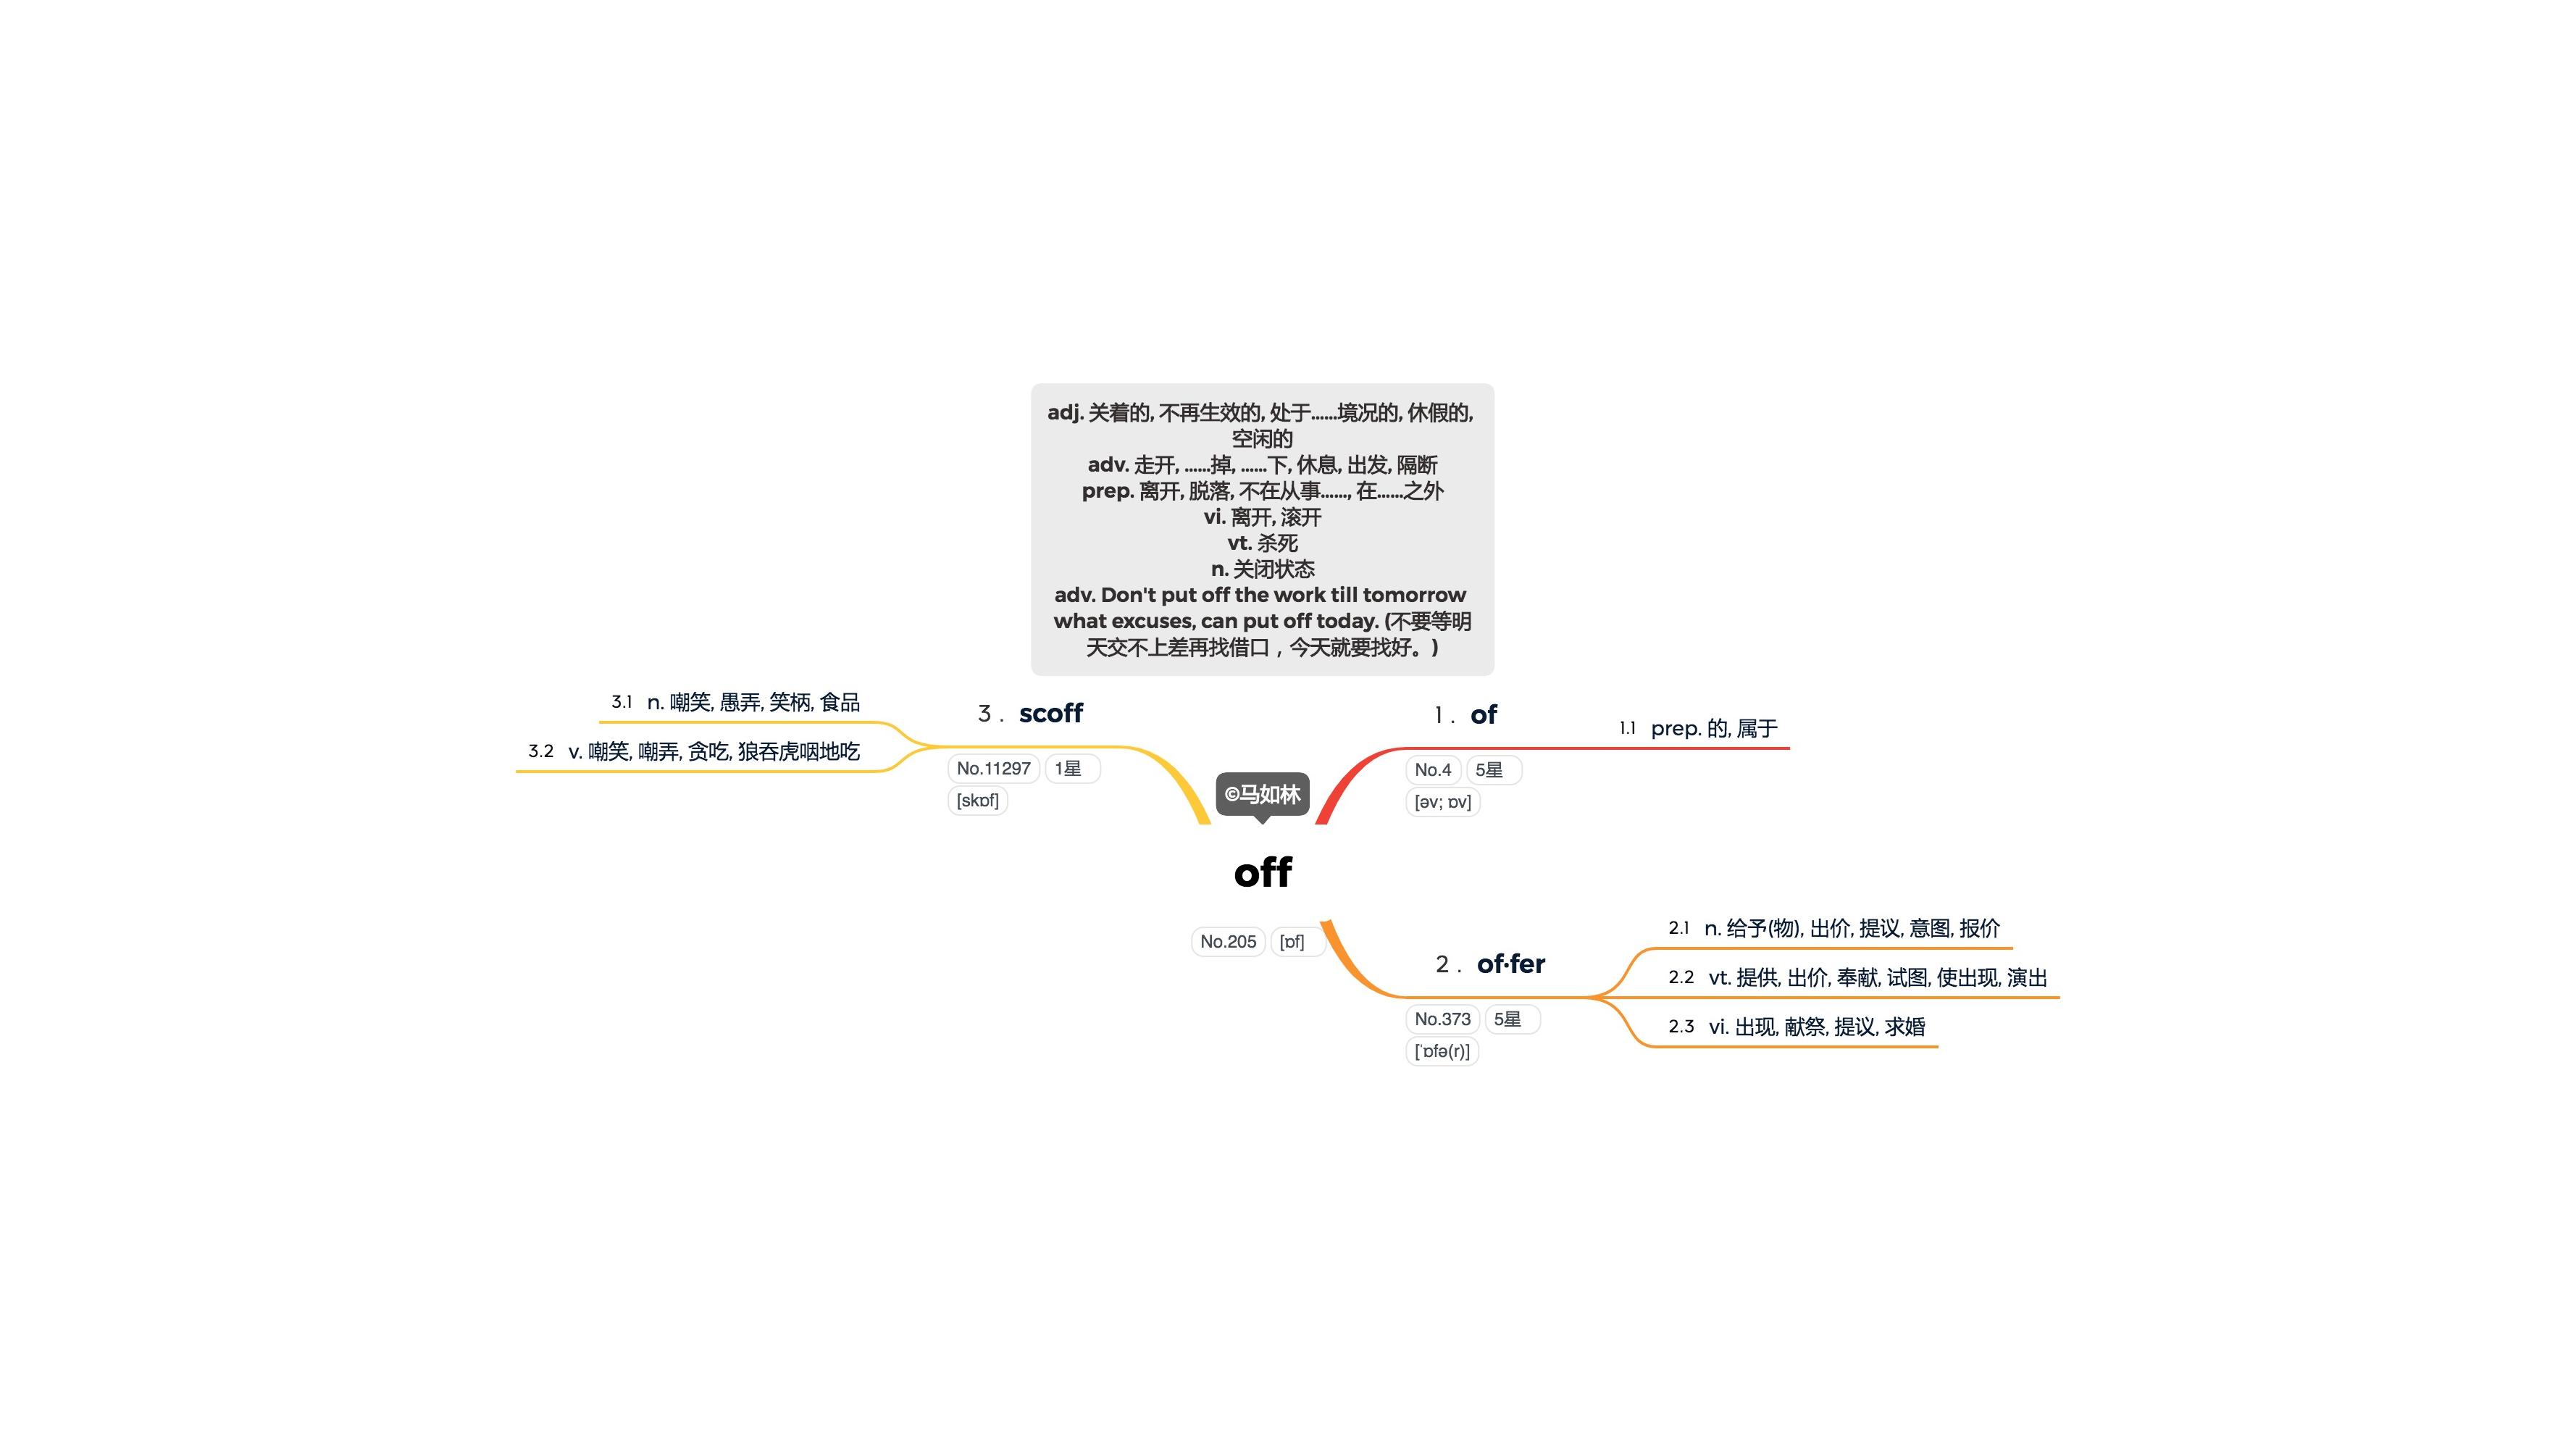 adj. 关着的, 不再生效的, 处于……境况的, 休假的,
空闲的
adv. 走开, ……掉, ……下, 休息, 出发, 隔断
prep. 离开, 脱落, 不在从事……, 在……之外
vi. 离开, 滚开
vt. 杀死
n. 关闭状态
adv. Don't put off the work till tomorrow
what excuses, can put off today. (不要等明
天交不上差再找借口，今天就要找好。)
©马如林
off
No.205 [ɒf]
1. of
No.4 5星
[əv; ɒv]
1.1 prep. 的, 属于
2. of·fer
No.373 5星
[ˈɒfə(r)]
2.1 n. 给予(物), 出价, 提议, 意图, 报价
2.2 vt. 提供, 出价, 奉献, 试图, 使出现, 演出
2.3 vi. 出现, 献祭, 提议, 求婚
3. scoff
No.11297 1星
[skɒf]
3.1 n. 嘲笑, 愚弄, 笑柄, 食品
3.2 v. 嘲笑, 嘲弄, 贪吃, 狼吞虎咽地吃